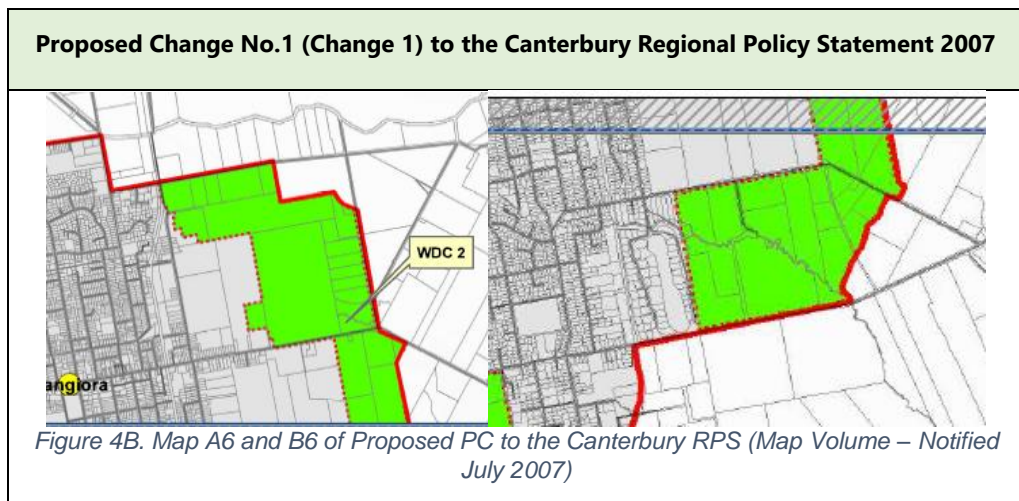 Proposed Change No.1 (Change 1) to the Canterbury Regional Policy Statement 2007
WDC 2
angiora
Figure 4B. Map A6 and B6 of Proposed PC to the Canterbury RPS (Map Volume – Notified
July 2007)